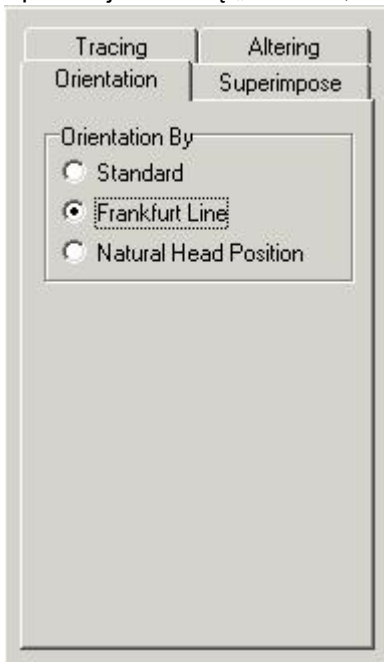 Tracing
Altering
Orientation
Superimpose
Orientation By
Standard
Frankfurt Line
Natural Head Position